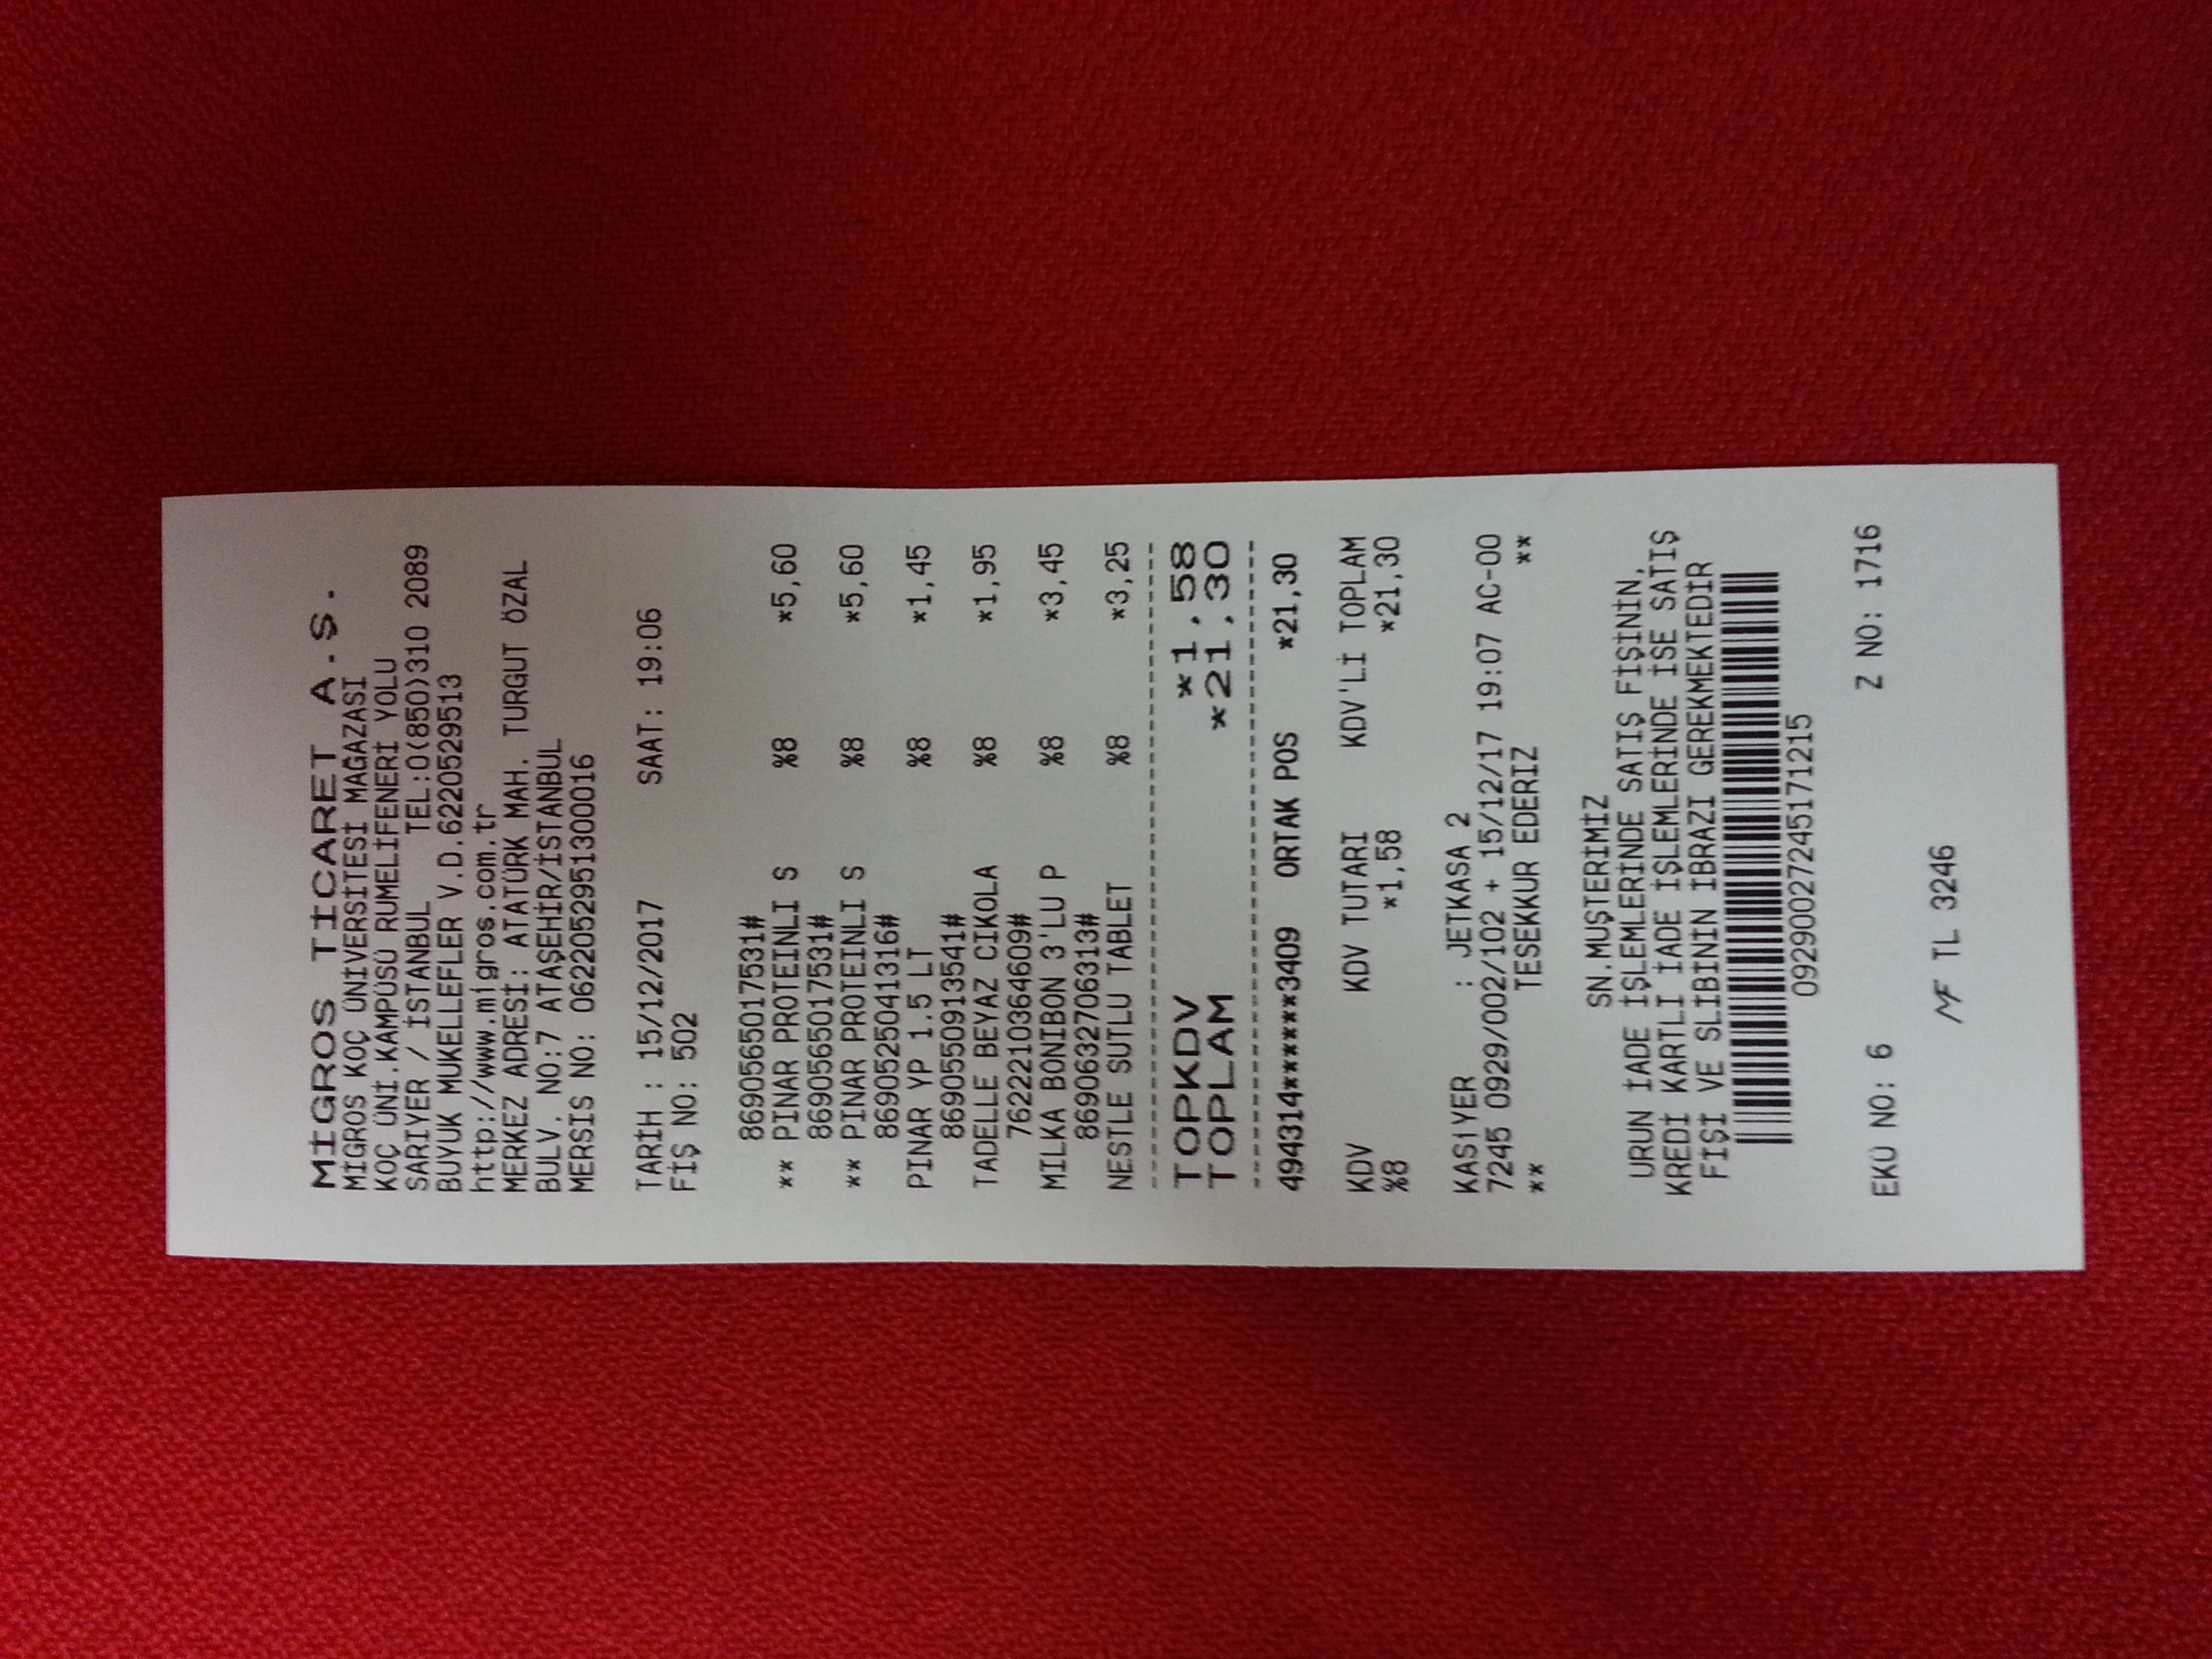 MİGROS TİCARET A.Ş.
MİGROS KOÇ ÜNİVERSİTESİ MAĞAZASI
KOÇ ÜNİ.KAMPÜSÜ RUMELİFENERİ YOLU
SARIYER / İSTANBUL TEL:0(850)310 2089
BUYUK MUKELLEFLER V.D.6220529513
http://www.migros.com.tr
MERKEZ ADRESİ: ATATÜRK MAH. TURGUT ÖZAL
BULV. NO:7 ATAŞEHİR/İSTANBUL
MERSIS NO: 0622052951300016
TARİH : 15/12/2017 SAAT: 19:06
FİŞ NO: 502
8690565017531#
** PINAR PROTEINLI S %8 *5,60
8690565017531#
** PINAR PROTEINLI S %8 *5,60
8690525041316#
PINAR YP 1.5 LT %8 *1,45
8690550913541#
TADELLE BEYAZ CIKOLA %8 *1,95
7622210364609#
MILKA BONIBON 3'LU P %8 *3,45
8690632706313#
NESTLE SUTLU TABLET %8 *3,25
TOPKDV *1,58
TOPLAM *21,30
494314******3409 ORTAK POS *21,30
KDV KDV TUTARI KDV'Lİ TOPLAM
%8 *1,58 *21,30
KASİYER : JETKASA 2
7245 0929/002/102 + 15/12/17 19:07 AC-00
** TESEKKUR EDERIZ **
SN.MUŞTERİMİZ
URUN İADE İŞLEMLERİNDE SATIŞ FİŞİNİN,
KREDİ KARTLI İADE İŞLEMLERİNDE İSE SATIŞ
FİŞİ VE SLİBİNİN İBRAZI GEREKMEKTEDİR
09290027245171215
EKÜ NO: 6 Z NO: 1716
MF TL 3246